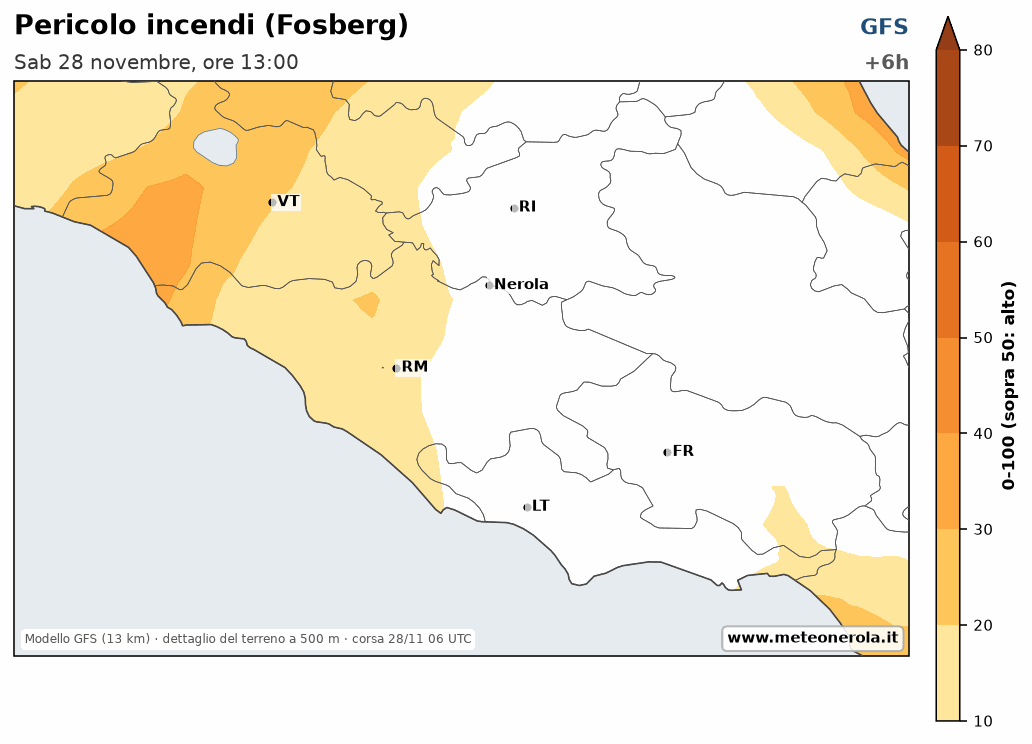 Pericolo incendi (Fosberg)
GFS
Sab 28 novembre, ore 13:00
+6h
VT
RI
Nerola
RM
FR
LT
Modello GFS (13 km) · dettaglio del terreno a 500 m · corsa 28/11 06 UTC
www.meteonerola.it
80
70
60
50
40
30
20
10
0-100 (sopra 50: alto)